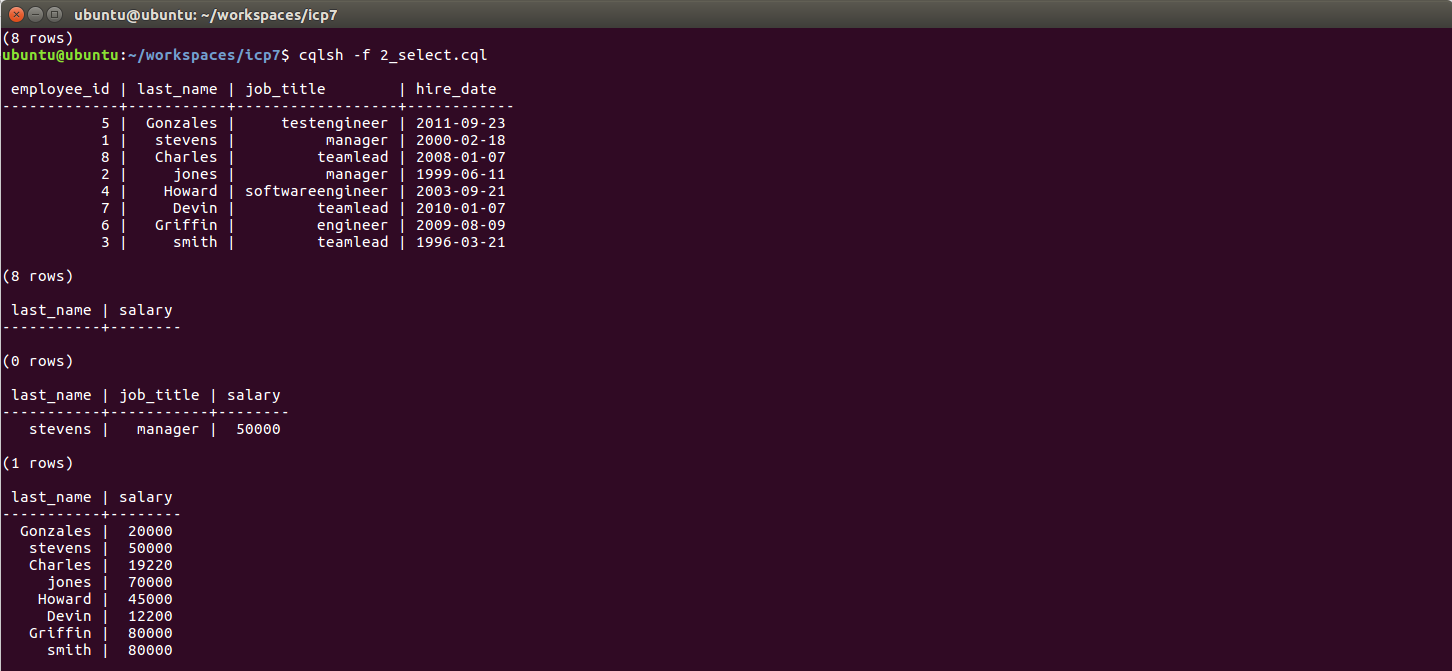 ubuntu@ubuntu: ~/workspaces/icp7
(8 rows)
ubuntu@ubuntu:~/workspaces/icp7$ cqlsh -f 2_select.cql
 employee_id | last_name | job_title        | hire_date
-------------+-----------+------------------+------------
           5 |  Gonzales |     testengineer | 2011-09-23
           1 |   stevens |          manager | 2000-02-18
           8 |   Charles |         teamlead | 2008-01-07
           2 |     jones |          manager | 1999-06-11
           4 |    Howard | softwareengineer | 2003-09-21
           7 |     Devin |         teamlead | 2010-01-07
           6 |   Griffin |         engineer | 2009-08-09
           3 |     smith |         teamlead | 1996-03-21
(8 rows)
 last_name | salary
-----------+--------
(0 rows)
 last_name | job_title | salary
-----------+-----------+--------
   stevens |   manager |  50000
(1 rows)
 last_name | salary
-----------+--------
  Gonzales |  20000
   stevens |  50000
   Charles |  19220
     jones |  70000
    Howard |  45000
     Devin |  12200
   Griffin |  80000
     smith |  80000